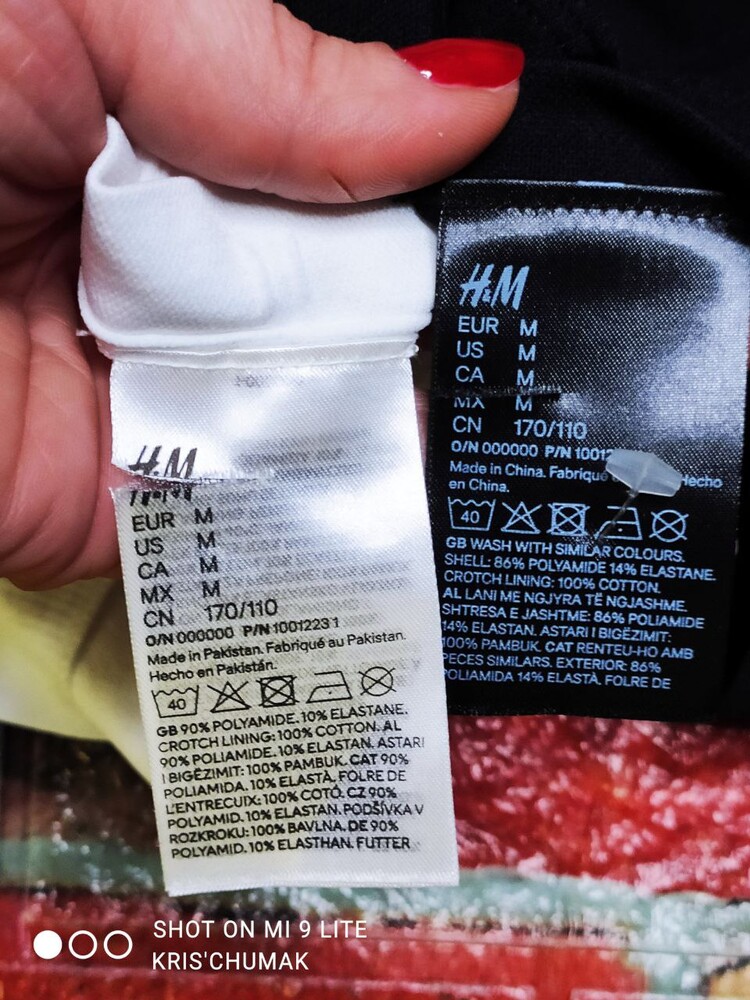 H&M
EUR M
US M
CA M
MX M
CN 170/110
O/N 000000 P/N 1001223 1
Made in Pakistan. Fabriqué au Pakistan.
Hecho en Pakistán.
40
GB 90% POLYAMIDE. 10% ELASTANE.
CROTCH LINING: 100% COTTON. AL
90% POLIAMIDE. 10% ELASTAN. ASTARI
I BIGËZIMIT: 100% PAMBUK. CAT 90%
POLIAMIDA. 10% ELASTÀ. FOLRE DE
L'ENTRECUIX: 100% COTÓ. CZ 90%
POLYAMID. 10% ELASTAN. PODŠÍVKA V
ROZKROKU: 100% BAVLNA. DE 90%
POLYAMID. 10% ELASTHAN. FUTTER
H&M
EUR M
US M
CA M
MX M
CN 170/110
O/N 000000 P/N 10012
Made in China. Fabriqué Hecho
en China.
40
GB WASH WITH SIMILAR COLOURS.
SHELL: 86% POLYAMIDE 14% ELASTANE.
CROTCH LINING: 100% COTTON.
AL LANI ME NGJYRA TË NGJASHME.
SHTRESA E JASHTME: 86% POLIAMIDE
14% ELASTAN. ASTARI I BIGËZIMIT:
100% PAMBUK. CAT RENTEU-HO AMB
PECES SIMILARS. EXTERIOR: 86%
POLIAMIDA 14% ELASTÀ. FOLRE DE
SHOT ON MI 9 LITE
KRIS'CHUMAK